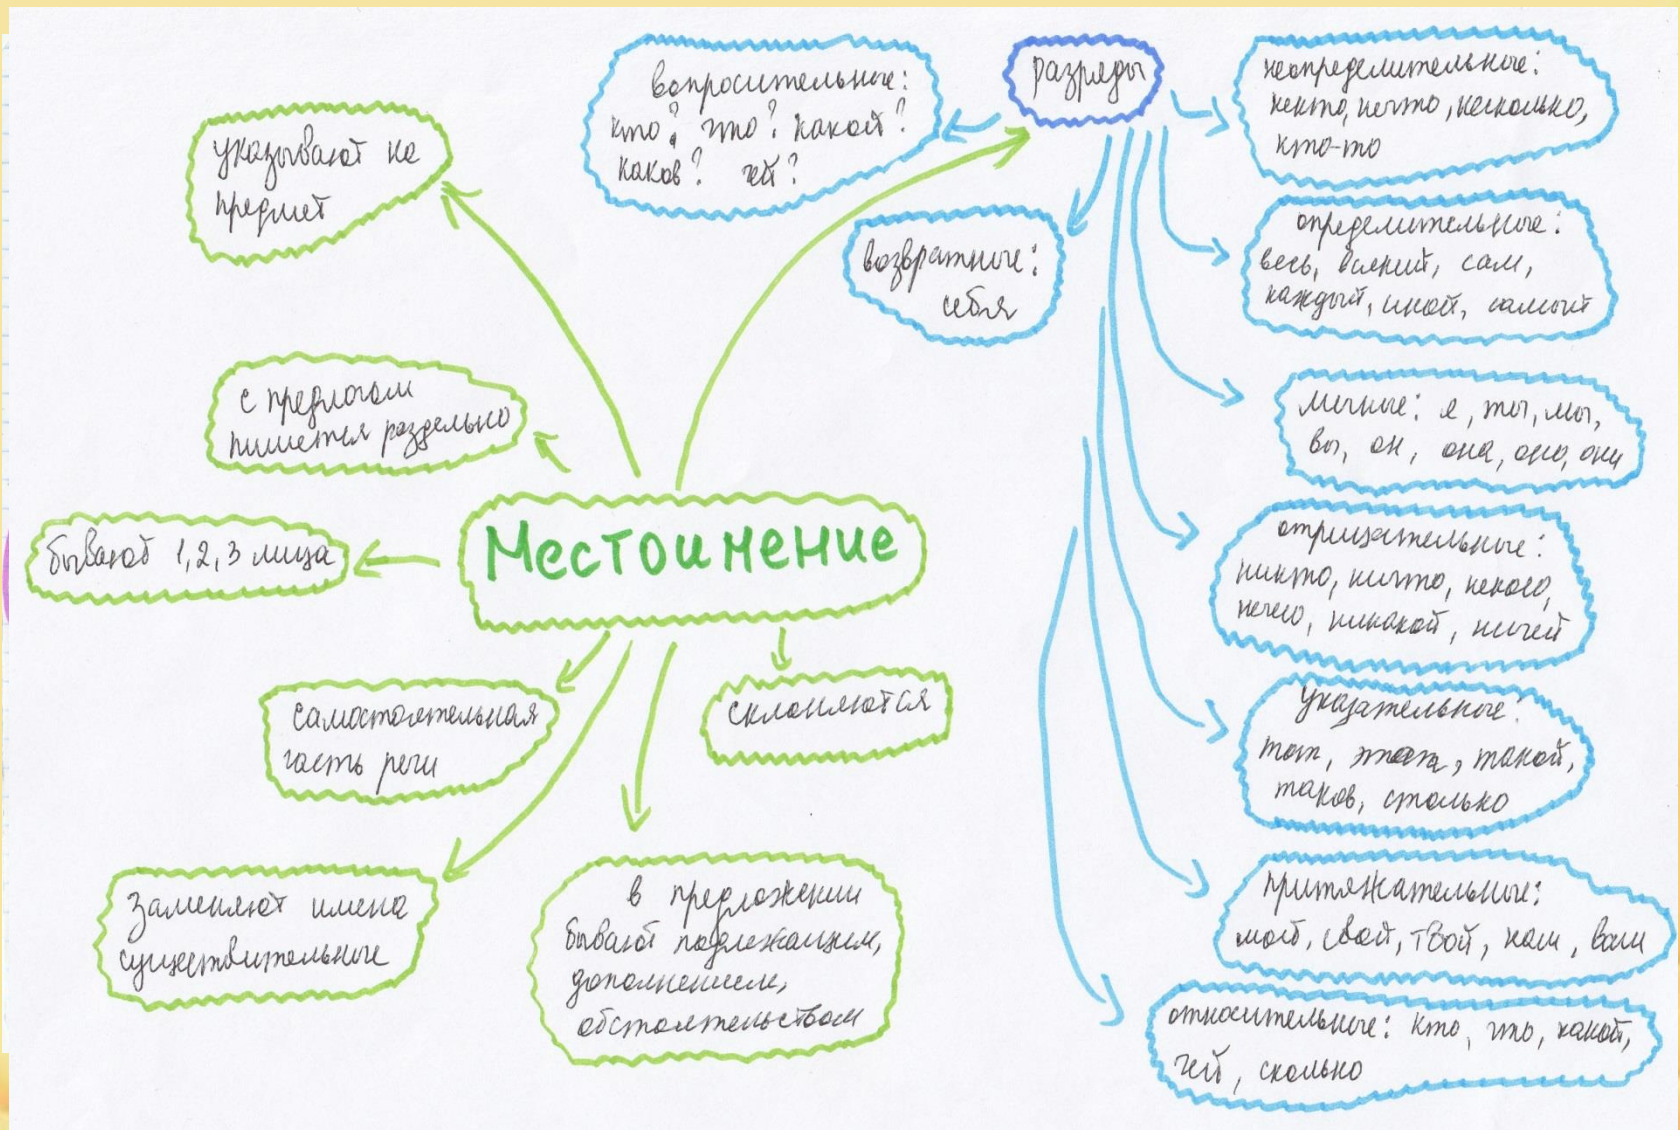 вопросительные:
кто? что? какой?
каков? чей?
разряды
неопределительные:
некто, нечто, несколько,
кто-то
указывают на
предмет
возвратные:
себя
определительные:
весь, всякий, сам,
каждый, иной, самый
с предлогом
пишется раздельно
личные: я, ты, мы,
вы, он, она, оно, они
бывают 1,2,3 лица
Местоимение
отрицательные:
никто, ничто, некого,
нечего, никакой, ничей
самостоятельная
часть речи
склоняются
указательные:
тот, этот, такой,
таков, столько
заменяют имена
существительные
в предложении
бывают подлежащим,
дополнением,
обстоятельством
притяжательные:
мой, свой, твой, наш, ваш
относительные: кто, что, какой,
чей, сколько